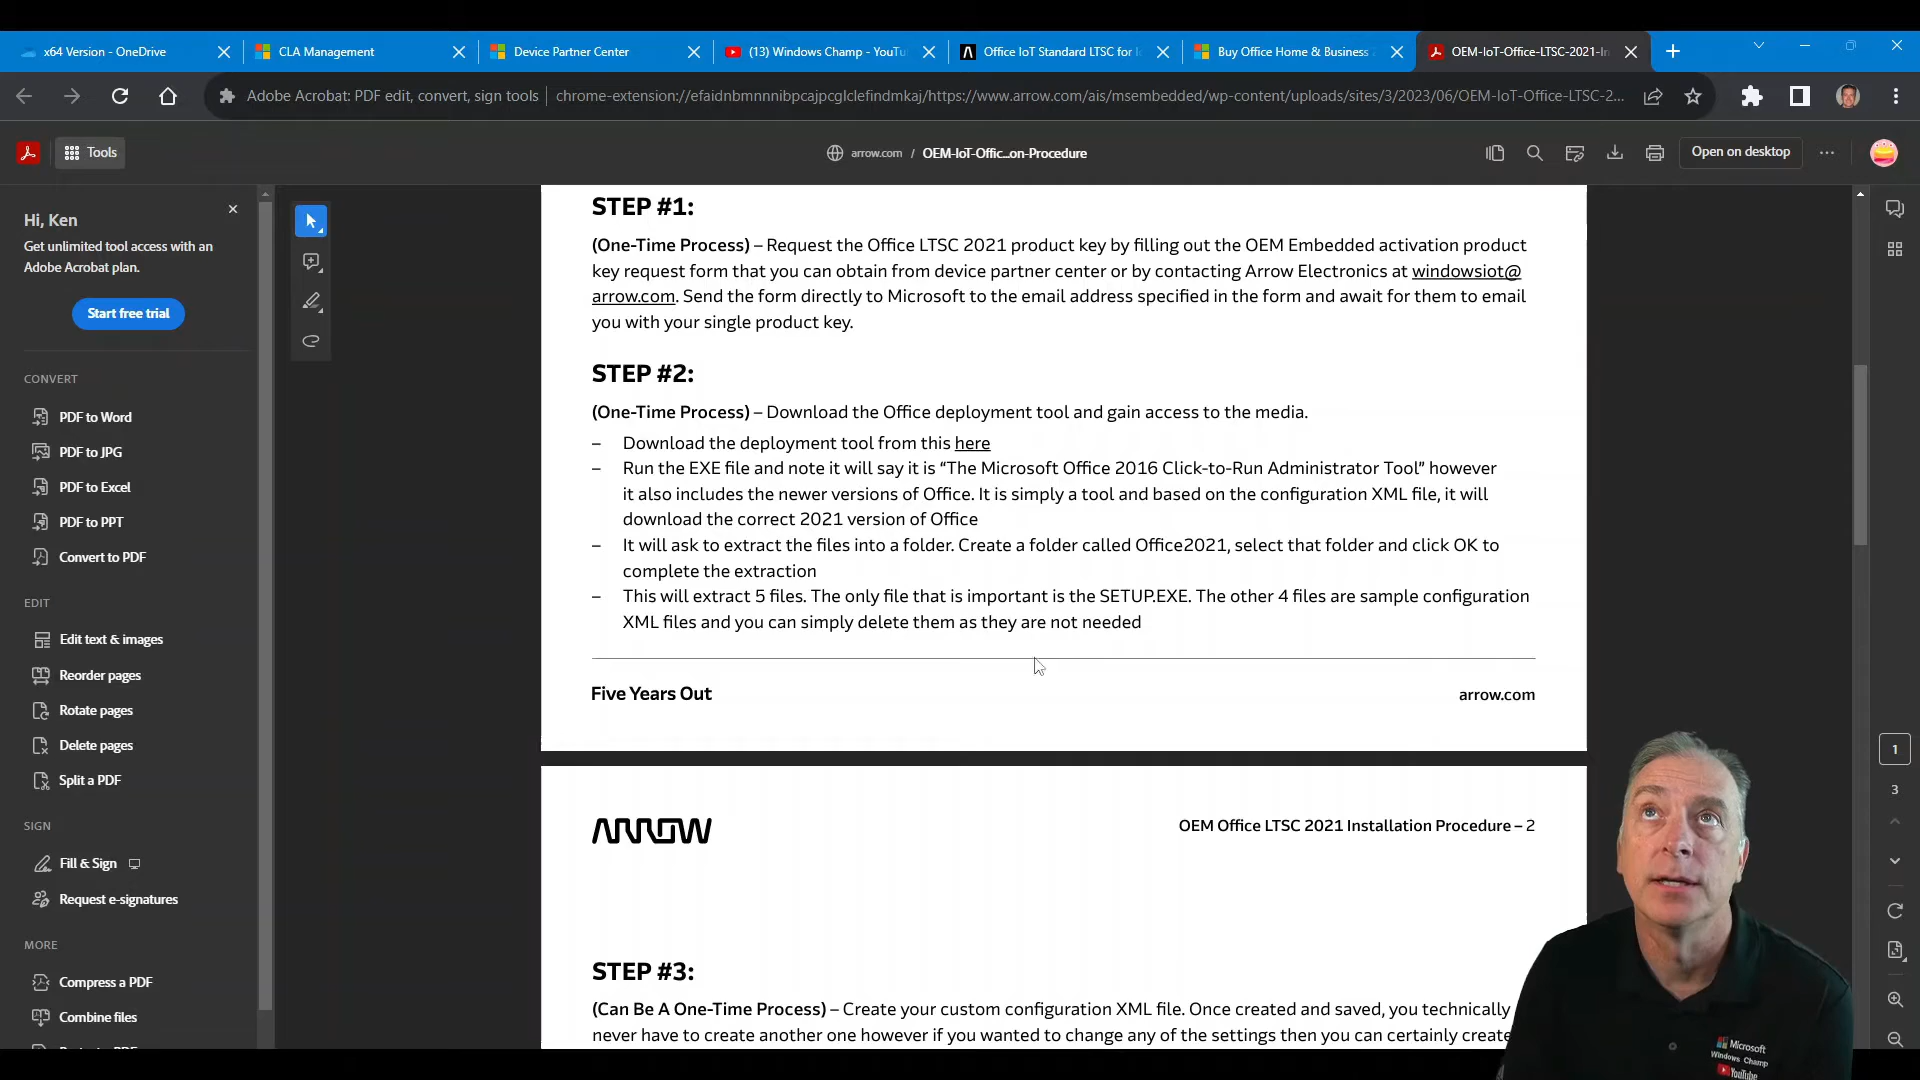 x64 Version - OneDrive
CLA Management
Device Partner Center
(13) Windows Champ - YouTu
Office IoT Standard LTSC for I
Buy Office Home & Business
OEM-IoT-Office-LTSC-2021-In
Adobe Acrobat: PDF edit, convert, sign tools
chrome-extension://efaidnbmnnnibpcajpcglclefindmkaj/https://www.arrow.com/ais/msembedded/wp-content/uploads/sites/3/2023/06/OEM-IoT-Office-LTSC-2...
Tools
arrow.com / OEM-IoT-Offic...on-Procedure
Open on desktop
Hi, Ken
Get unlimited tool access with an
Adobe Acrobat plan.
Start free trial
CONVERT
PDF to Word
PDF to JPG
PDF to Excel
PDF to PPT
Convert to PDF
EDIT
Edit text & images
Reorder pages
Rotate pages
Delete pages
Split a PDF
SIGN
Fill & Sign
Request e-signatures
MORE
Compress a PDF
Combine files
STEP #1:
(One-Time Process) – Request the Office LTSC 2021 product key by filling out the OEM Embedded activation product
key request form that you can obtain from device partner center or by contacting Arrow Electronics at windowsiot@
arrow.com. Send the form directly to Microsoft to the email address specified in the form and await for them to email
you with your single product key.
STEP #2:
(One-Time Process) – Download the Office deployment tool and gain access to the media.
– Download the deployment tool from this here
– Run the EXE file and note it will say it is “The Microsoft Office 2016 Click-to-Run Administrator Tool” however
it also includes the newer versions of Office. It is simply a tool and based on the configuration XML file, it will
download the correct 2021 version of Office
– It will ask to extract the files into a folder. Create a folder called Office2021, select that folder and click OK to
complete the extraction
– This will extract 5 files. The only file that is important is the SETUP.EXE. The other 4 files are sample configuration
XML files and you can simply delete them as they are not needed
Five Years Out
arrow.com
ARROW
OEM Office LTSC 2021 Installation Procedure – 2
STEP #3:
(Can Be A One-Time Process) – Create your custom configuration XML file. Once created and saved, you technically
never have to create another one however if you wanted to change any of the settings then you can certainly create
1
3
Microsoft
Windows Champ
YouTube